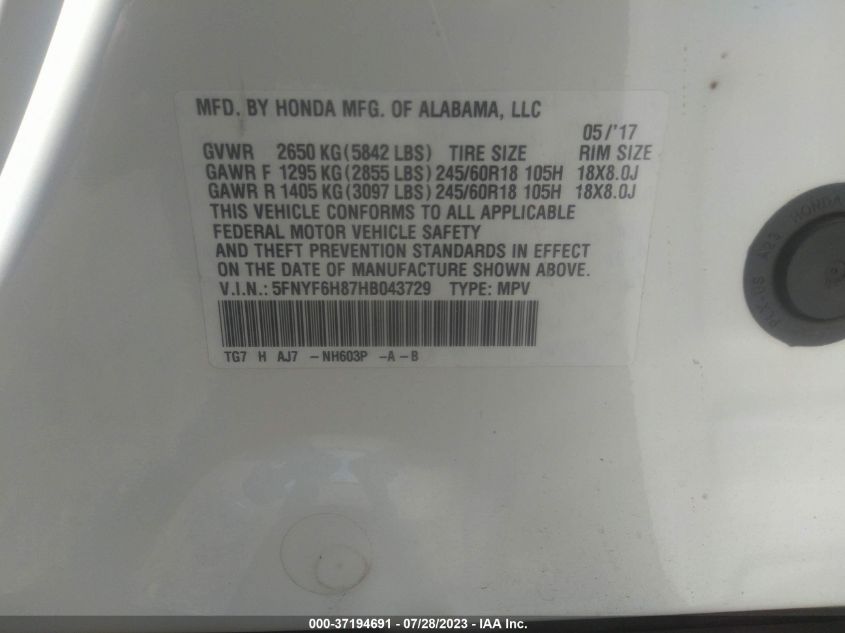 MFD. BY HONDA MFG. OF ALABAMA, LLC
05/'17
GVWR 2650 KG (5842 LBS) TIRE SIZE RIM SIZE
GAWR F 1295 KG (2855 LBS) 245/60R18 105H 18X8.0J
GAWR R 1405 KG (3097 LBS) 245/60R18 105H 18X8.0J
THIS VEHICLE CONFORMS TO ALL APPLICABLE
FEDERAL MOTOR VEHICLE SAFETY
AND THEFT PREVENTION STANDARDS IN EFFECT
ON THE DATE OF MANUFACTURE SHOWN ABOVE.
V.I.N.: 5FNYF6H87HB043729 TYPE: MPV
TG7 H AJ7 -NH603P -A-B
HONDA
A23
000-37194691 - 07/28/2023 - IAA Inc.